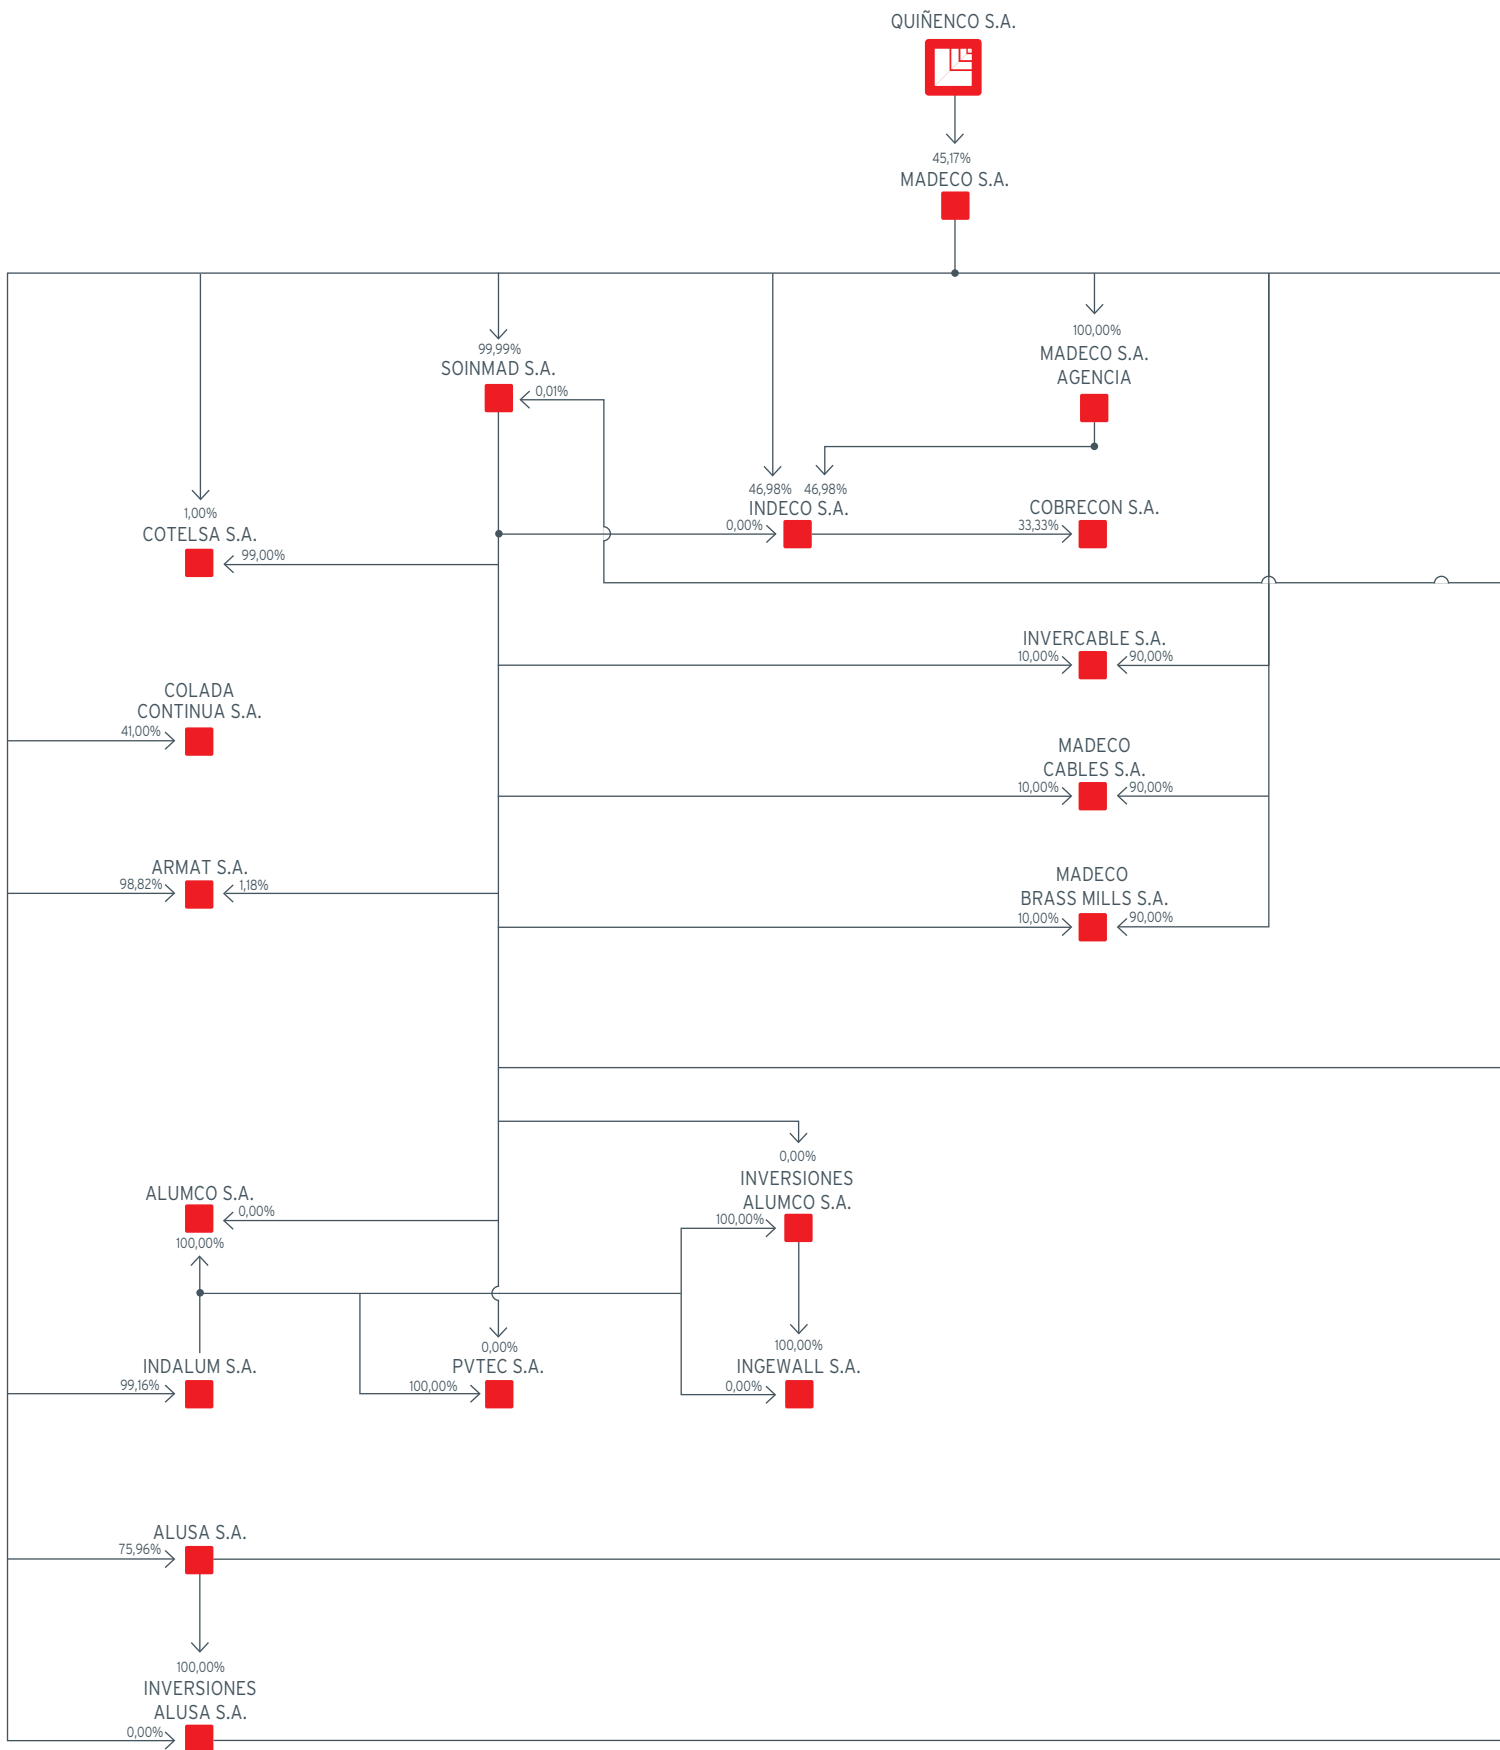 QUIÑENCO S.A.
45,17%
MADECO S.A.
100,00%
MADECO S.A.
AGENCIA
99,99%
SOINMAD S.A.
0,01%
46,98% 46,98%
INDECO S.A.
0,00%
COBRECON S.A.
33,33%
1,00%
COTELSA S.A.
99,00%
INVERCABLE S.A.
10,00% 90,00%
COLADA
CONTINUA S.A.
41,00%
MADECO
CABLES S.A.
10,00% 90,00%
ARMAT S.A.
98,82% 1,18%
MADECO
BRASS MILLS S.A.
10,00% 90,00%
0,00%
INVERSIONES
ALUMCO S.A.
100,00%
ALUMCO S.A.
0,00%
100,00%
INDALUM S.A.
99,16%
0,00%
PVTEC S.A.
100,00%
100,00%
INGEWALL S.A.
0,00%
ALUSA S.A.
75,96%
100,00%
INVERSIONES
ALUSA S.A.
0,00%